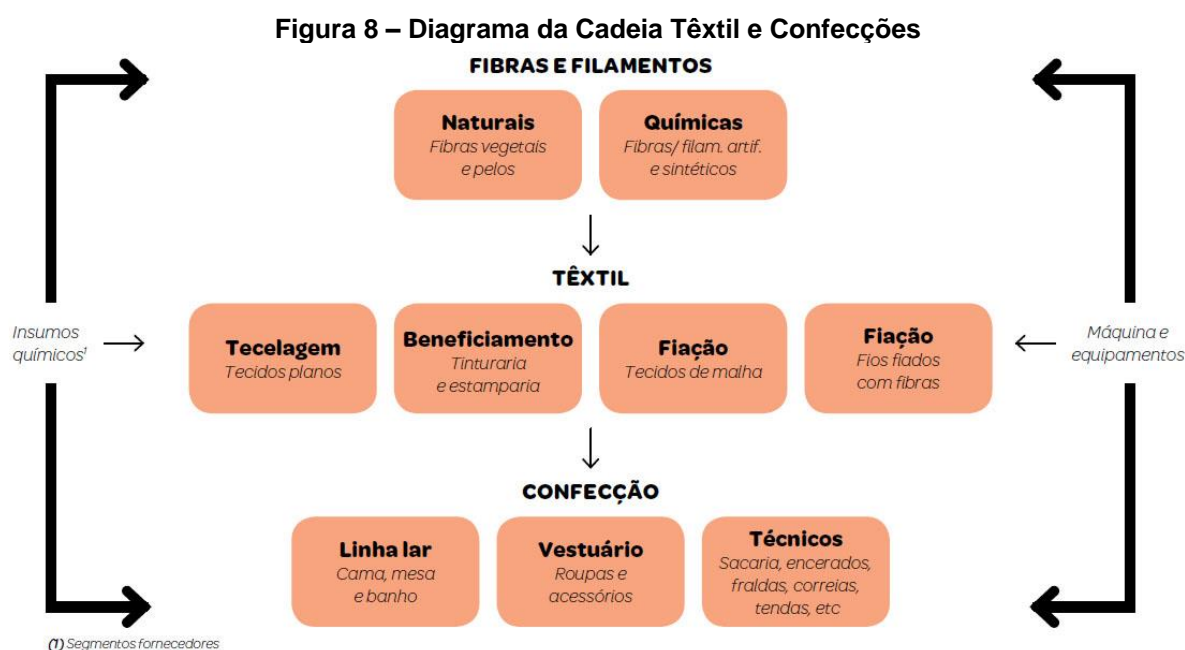 Figura 8 – Diagrama da Cadeia Têxtil e Confecções
FIBRAS E FILAMENTOS
Naturais
Fibras vegetais
e pelos
Químicas
Fibras/ filam. artif.
e sintéticos
TÊXTIL
Insumos
químicos¹
Tecelagem
Tecidos planos
Beneficiamento
Tinturaria
e estamparia
Fiação
Tecidos de malha
Fiação
Fios fiados
com fibras
Máquina e
equipamentos
CONFECÇÃO
Linha lar
Cama, mesa
e banho
Vestuário
Roupas e
acessórios
Técnicos
Sacaria, encerados,
fraldas, correias,
tendas, etc
(1) Segmentos fornecedores